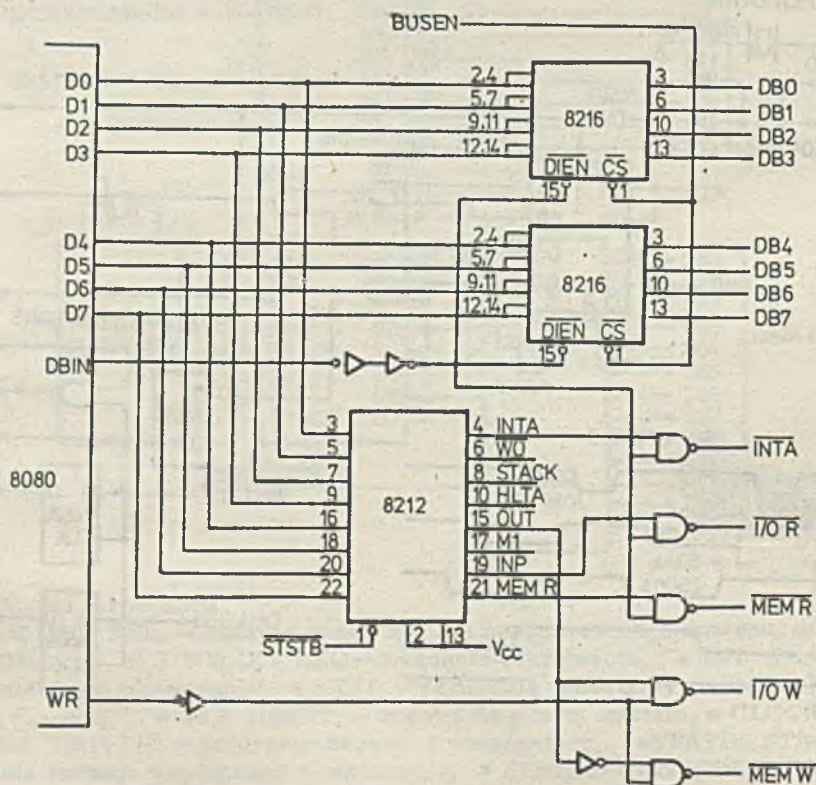 BUSEN
D0 2.4 3 DB0
D1 5.7 8216 6 DB1
D2 9.11 10 DB2
D3 12.14 13 DB3
DIEN CS
15 1
D4 2.4 3 DB4
D5 5.7 6 DB5
D6 9.11 8216 10 DB6
D7 12.14 13 DB7
DIEN CS
DBIN 15 1
3 4 INTA INTA
5 6 WO
7 8 STACK
8080 9 8212 10 HLTA
16 15 OUT I/O R
18 17 M1
20 19 INP
22 21 MEM R MEM R
STSTB 19 2 13 VCC
WR I/O W
MEM W